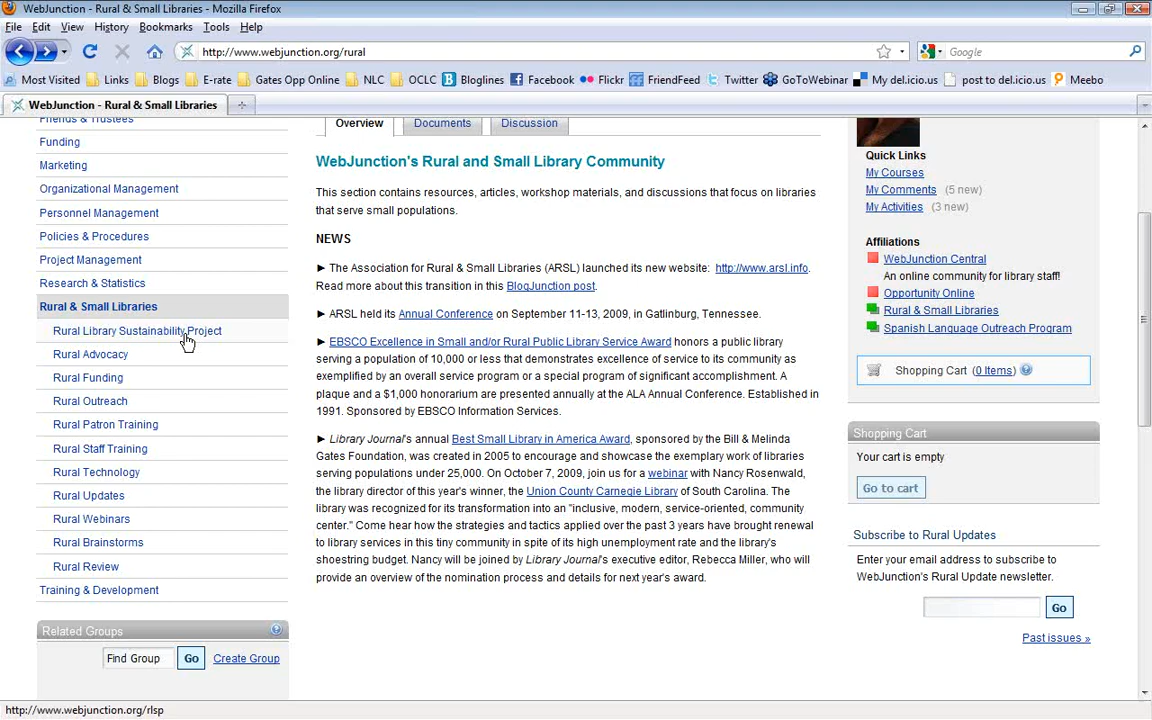 WebJunction - Rural & Small Libraries - Mozilla Firefox
File Edit View History Bookmarks Tools Help
http://www.webjunction.org/rural
Google
Most Visited Links Blogs E-rate Gates Opp Online NLC OCLC Bloglines Facebook Flickr FriendFeed Twitter GoToWebinar My del.icio.us post to del.icio.us Meebo
WebJunction - Rural & Small Libraries
Friends & Trustees
Funding
Marketing
Organizational Management
Personnel Management
Policies & Procedures
Project Management
Research & Statistics
Rural & Small Libraries
Rural Library Sustainability Project
Rural Advocacy
Rural Funding
Rural Outreach
Rural Patron Training
Rural Staff Training
Rural Technology
Rural Updates
Rural Webinars
Rural Brainstorms
Rural Review
Training & Development
Related Groups
Find Group Go Create Group
Overview Documents Discussion
WebJunction's Rural and Small Library Community
This section contains resources, articles, workshop materials, and discussions that focus on libraries
that serve small populations.
NEWS
► The Association for Rural & Small Libraries (ARSL) launched its new website: http://www.arsl.info.
Read more about this transition in this BlogJunction post.
► ARSL held its Annual Conference on September 11-13, 2009, in Gatlinburg, Tennessee.
► EBSCO Excellence in Small and/or Rural Public Library Service Award honors a public library
serving a population of 10,000 or less that demonstrates excellence of service to its community as
exemplified by an overall service program or a special program of significant accomplishment. A
plaque and a $1,000 honorarium are presented annually at the ALA Annual Conference. Established in
1991. Sponsored by EBSCO Information Services.
► Library Journal's annual Best Small Library in America Award, sponsored by the Bill & Melinda
Gates Foundation, was created in 2005 to encourage and showcase the exemplary work of libraries
serving populations under 25,000. On October 7, 2009, join us for a webinar with Nancy Rosenwald,
the library director of this year's winner, the Union County Carnegie Library of South Carolina. The
library was recognized for its transformation into an "inclusive, modern, service-oriented, community
center." Come hear how the strategies and tactics applied over the past 3 years have brought renewal
to library services in this tiny community in spite of its high unemployment rate and the library's
shoestring budget. Nancy will be joined by Library Journal's executive editor, Rebecca Miller, who will
provide an overview of the nomination process and details for next year's award.
Quick Links
My Courses
My Comments (5 new)
My Activities (3 new)
Affiliations
WebJunction Central
An online community for library staff!
Opportunity Online
Rural & Small Libraries
Spanish Language Outreach Program
Shopping Cart (0 Items)
Shopping Cart
Your cart is empty
Go to cart
Subscribe to Rural Updates
Enter your email address to subscribe to
WebJunction's Rural Update newsletter.
Go
Past issues »
http://www.webjunction.org/rlsp